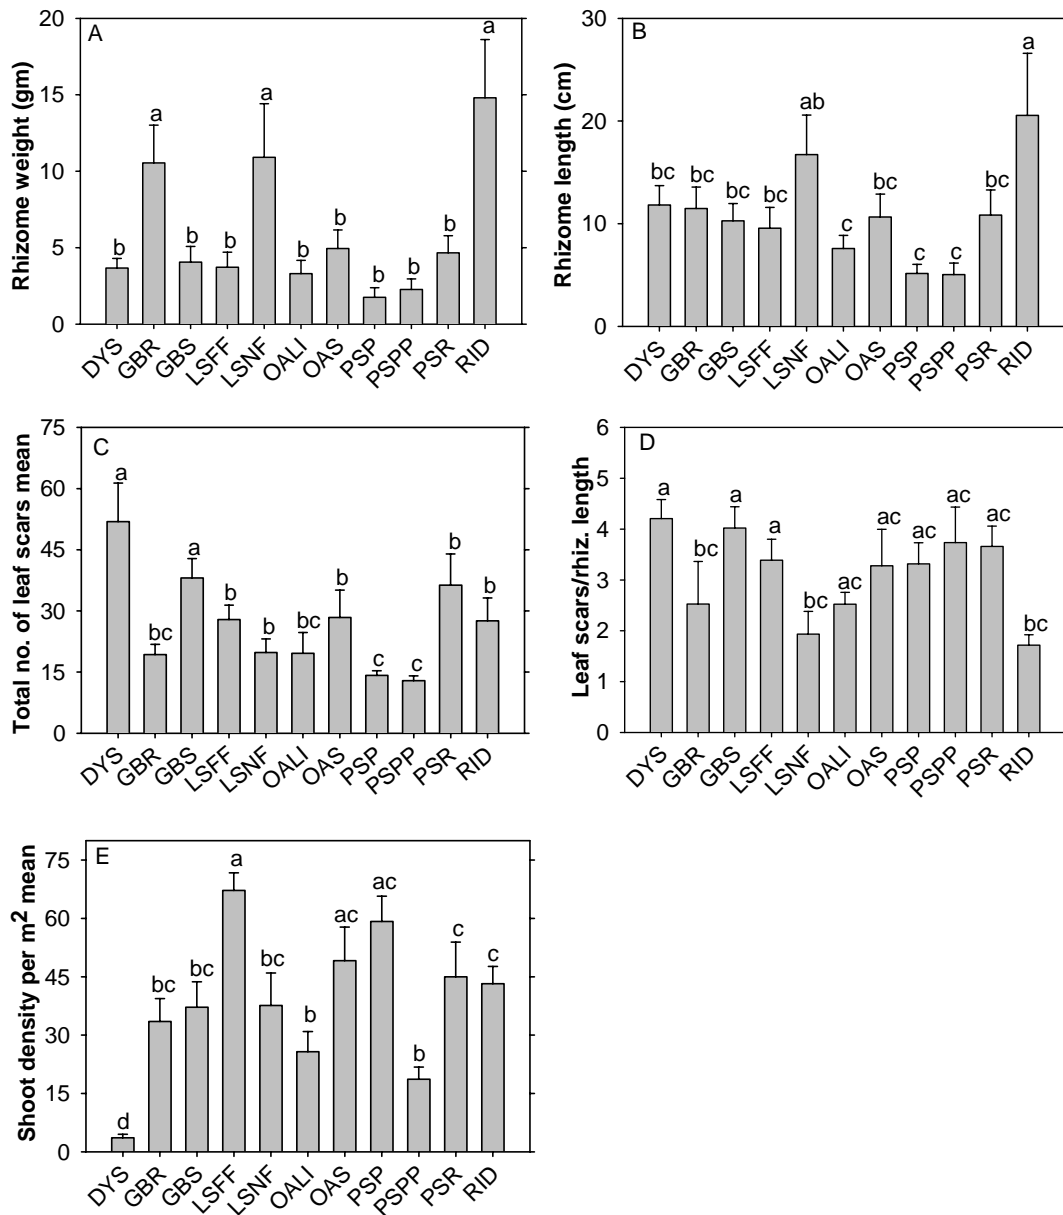 A
Rhizome weight (gm)
20
15
10
5
0
b a b b a b b b b b a
DYS GBR GBS LSFF LSNF OALI OAS PSP PSPP PSR RID
B
Rhizome length (cm)
30
20
10
0
bc bc bc bc ab c bc c c bc a
DYS GBR GBS LSFF LSNF OALI OAS PSP PSPP PSR RID
C
Total no. of leaf scars mean
75
60
45
30
15
0
a bc a b b bc b c c b b
DYS GBR GBS LSFF LSNF OALI OAS PSP PSPP PSR RID
D
Leaf scars/rhiz. length
6
5
4
3
2
1
0
a bc a a bc ac ac ac ac ac bc
DYS GBR GBS LSFF LSNF OALI OAS PSP PSPP PSR RID
E
Shoot density per m² mean
75
60
45
30
15
0
d bc bc a bc b ac ac b c c
DYS GBR GBS LSFF LSNF OALI OAS PSP PSPP PSR RID